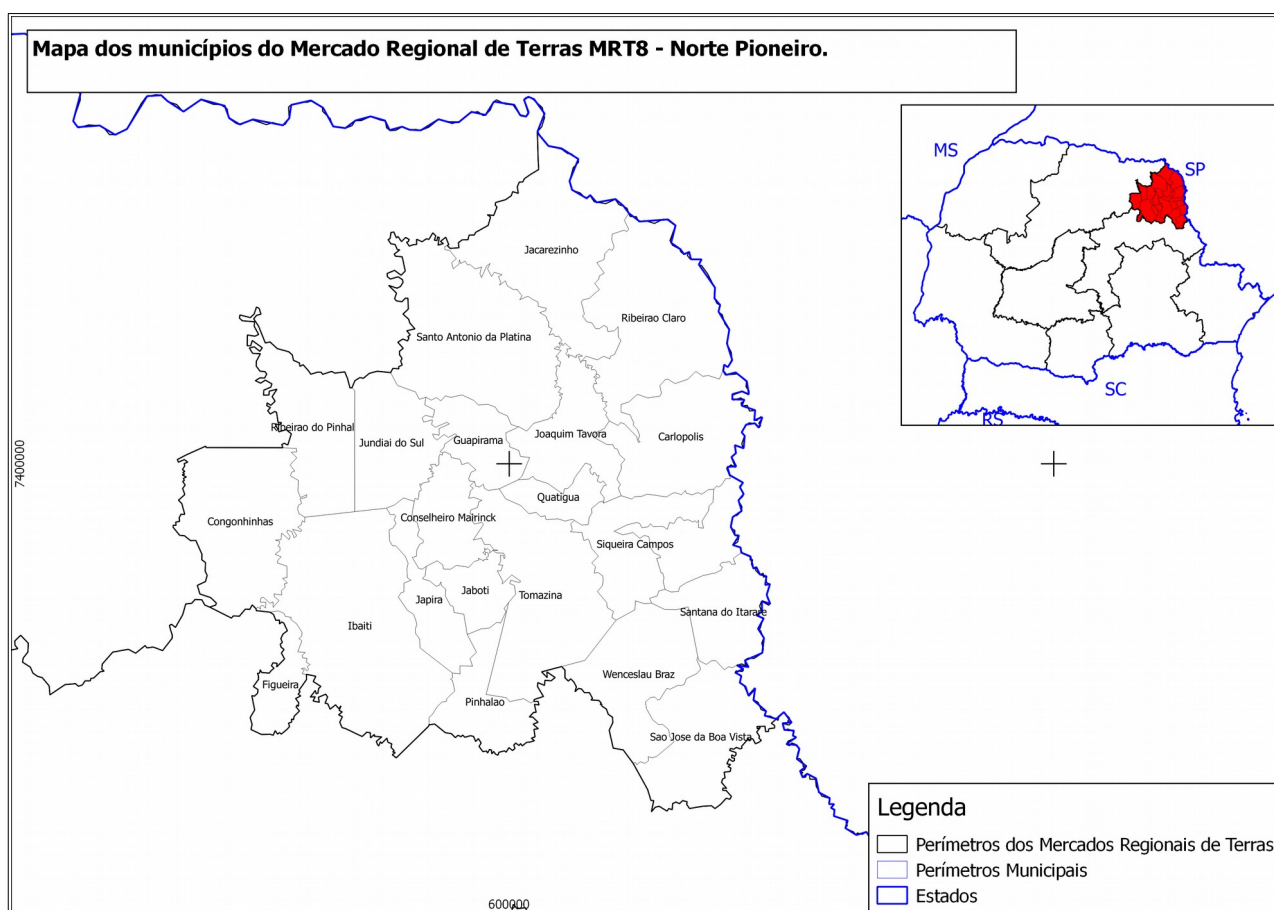 Mapa dos municípios do Mercado Regional de Terras MRT8 - Norte Pioneiro.
MS
SP
SC
RS
Jacarezinho
Ribeirao Claro
Santo Antonio da Platina
Ribeirao do Pinhal
Jundiai do Sul
Guapirama
Joaquim Tavora
Carlopolis
7400000
Quatigua
Congonhinhas
Conselheiro Mairinck
Siqueira Campos
Japira
Jaboti
Tomazina
Santana do Itarare
Ibaiti
Wenceslau Braz
Figueira
Pinhalao
Sao Jose da Boa Vista
Legenda
Perímetros dos Mercados Regionais de Terras
Perímetros Municipais
Estados
600000